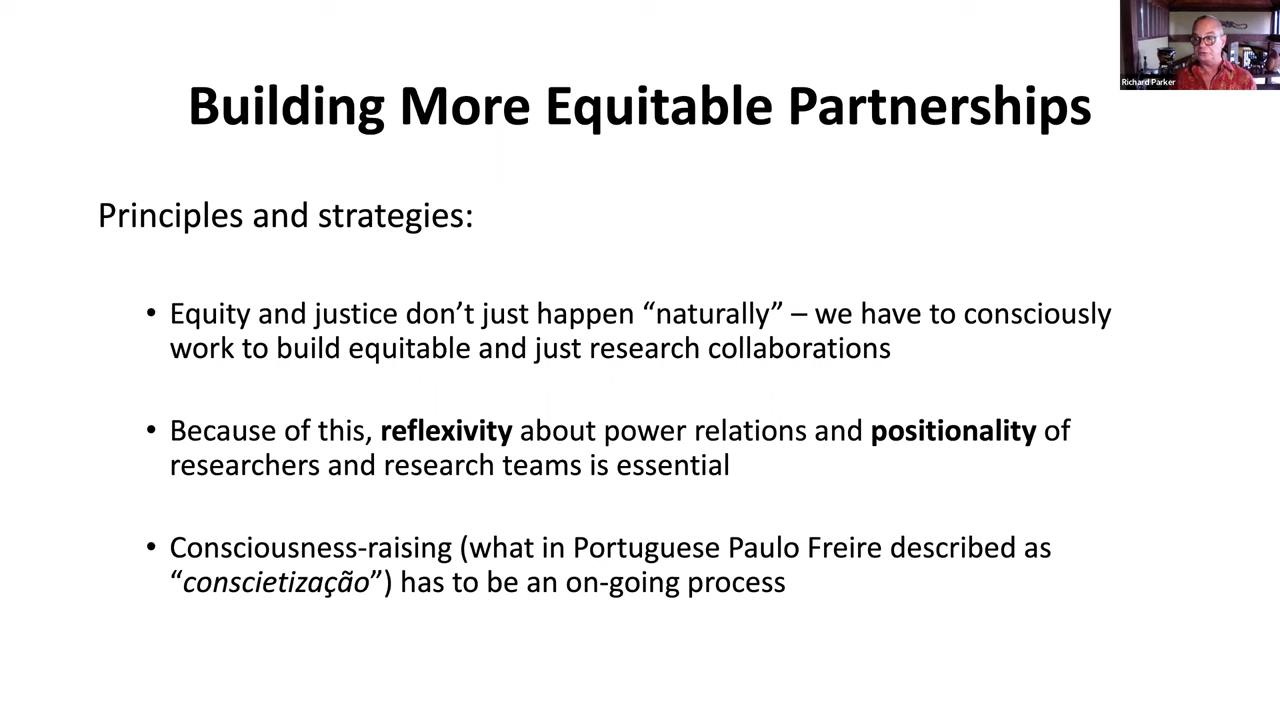 Richard Parker
Building More Equitable Partnerships
Principles and strategies:
• Equity and justice don’t just happen “naturally” – we have to consciously
work to build equitable and just research collaborations
• Because of this, reflexivity about power relations and positionality of
researchers and research teams is essential
• Consciousness-raising (what in Portuguese Paulo Freire described as
“conscietização”) has to be an on-going process